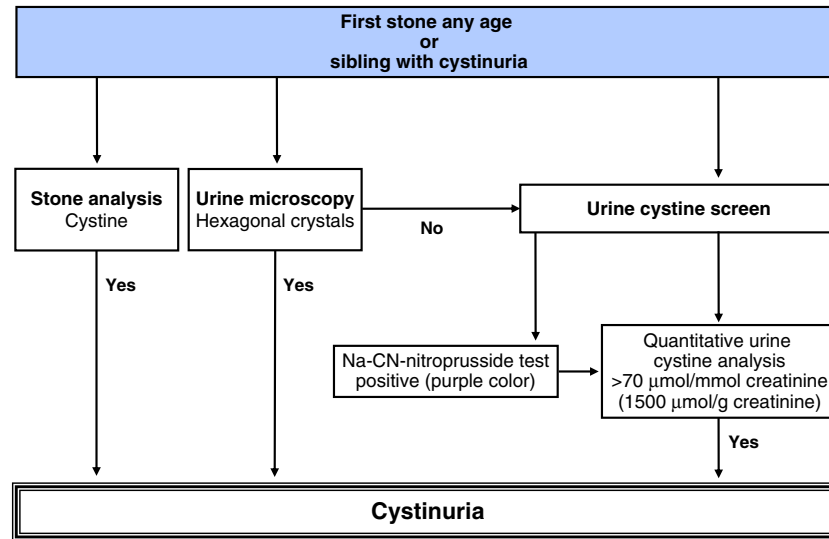 First stone any age
or
sibling with cystinuria
Stone analysis
Cystine
Urine microscopy
Hexagonal crystals
No
Urine cystine screen
Yes
Yes
Na-CN-nitroprusside test
positive (purple color)
Quantitative urine
cystine analysis
>70 μmol/mmol creatinine
(1500 μmol/g creatinine)
Yes
Cystinuria